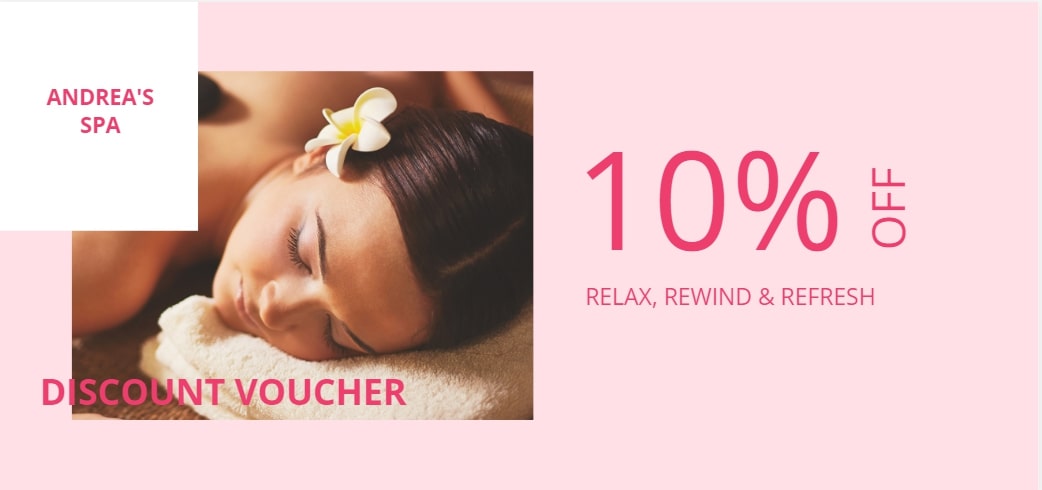 ANDREA'S
SPA
10% OFF
RELAX, REWIND & REFRESH
DISCOUNT VOUCHER